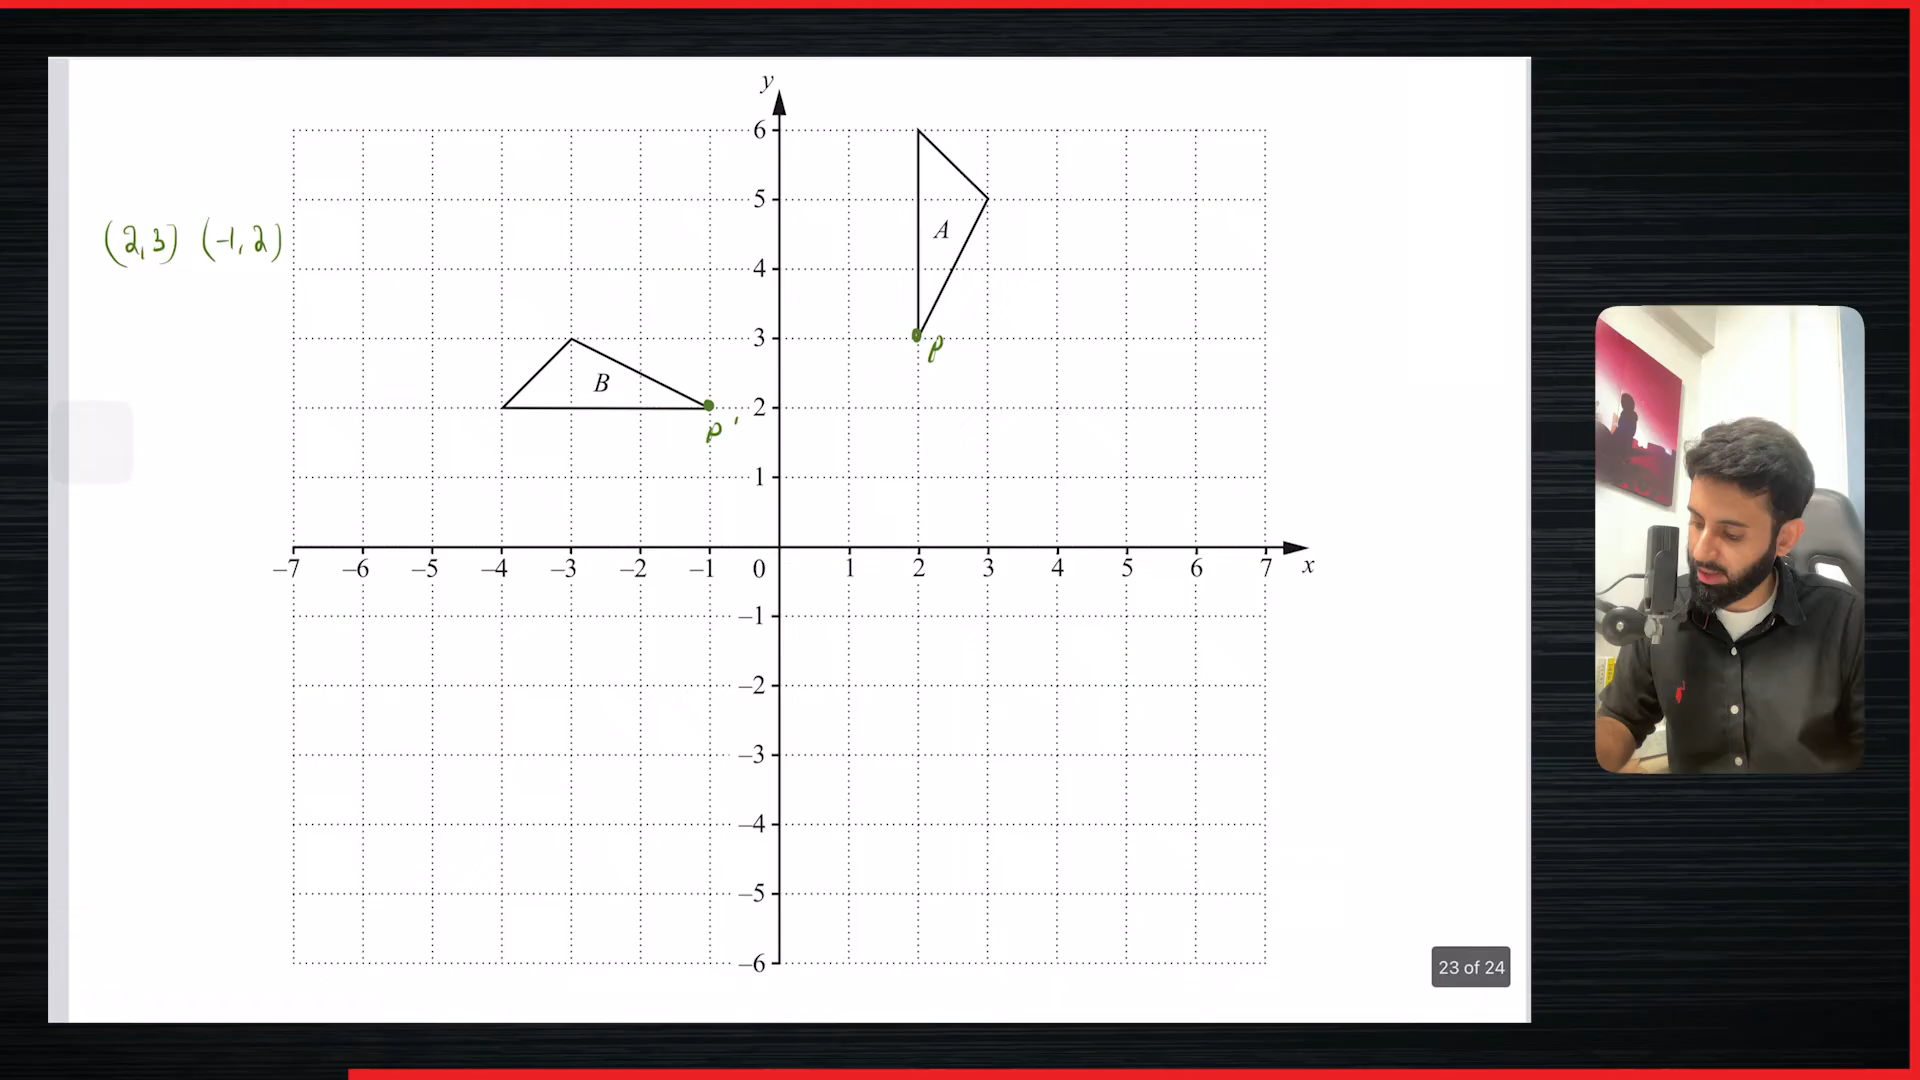 y
6
5
A
(2,3) (-1,2)
4
3
P
B
2
P'
1
–7 –6 –5 –4 –3 –2 –1 0 1 2 3 4 5 6 7 x
–1
–2
–3
–4
–5
–6
23 of 24